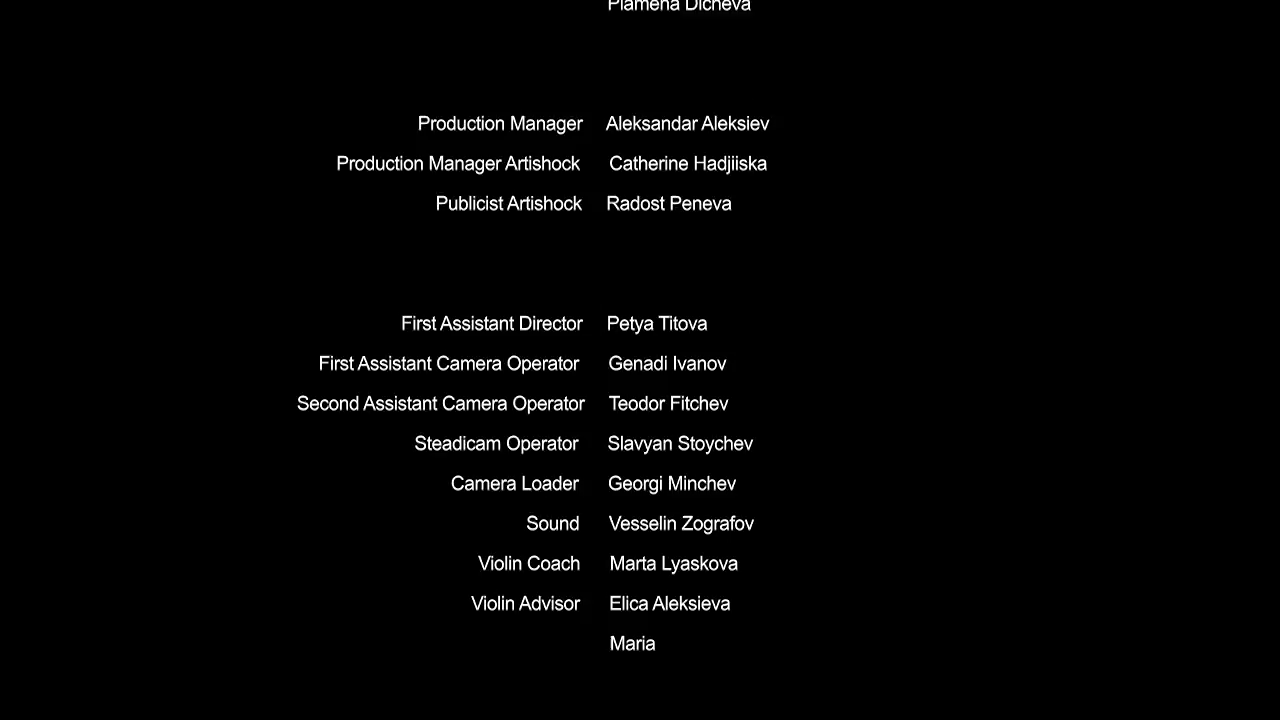 Plamena Dicheva
Production Manager Aleksandar Aleksiev
Production Manager Artishock Catherine Hadjiiska
Publicist Artishock Radost Peneva
First Assistant Director Petya Titova
First Assistant Camera Operator Genadi Ivanov
Second Assistant Camera Operator Teodor Fitchev
Steadicam Operator Slavyan Stoychev
Camera Loader Georgi Minchev
Sound Vesselin Zografov
Violin Coach Marta Lyaskova
Violin Advisor Elica Aleksieva
Maria